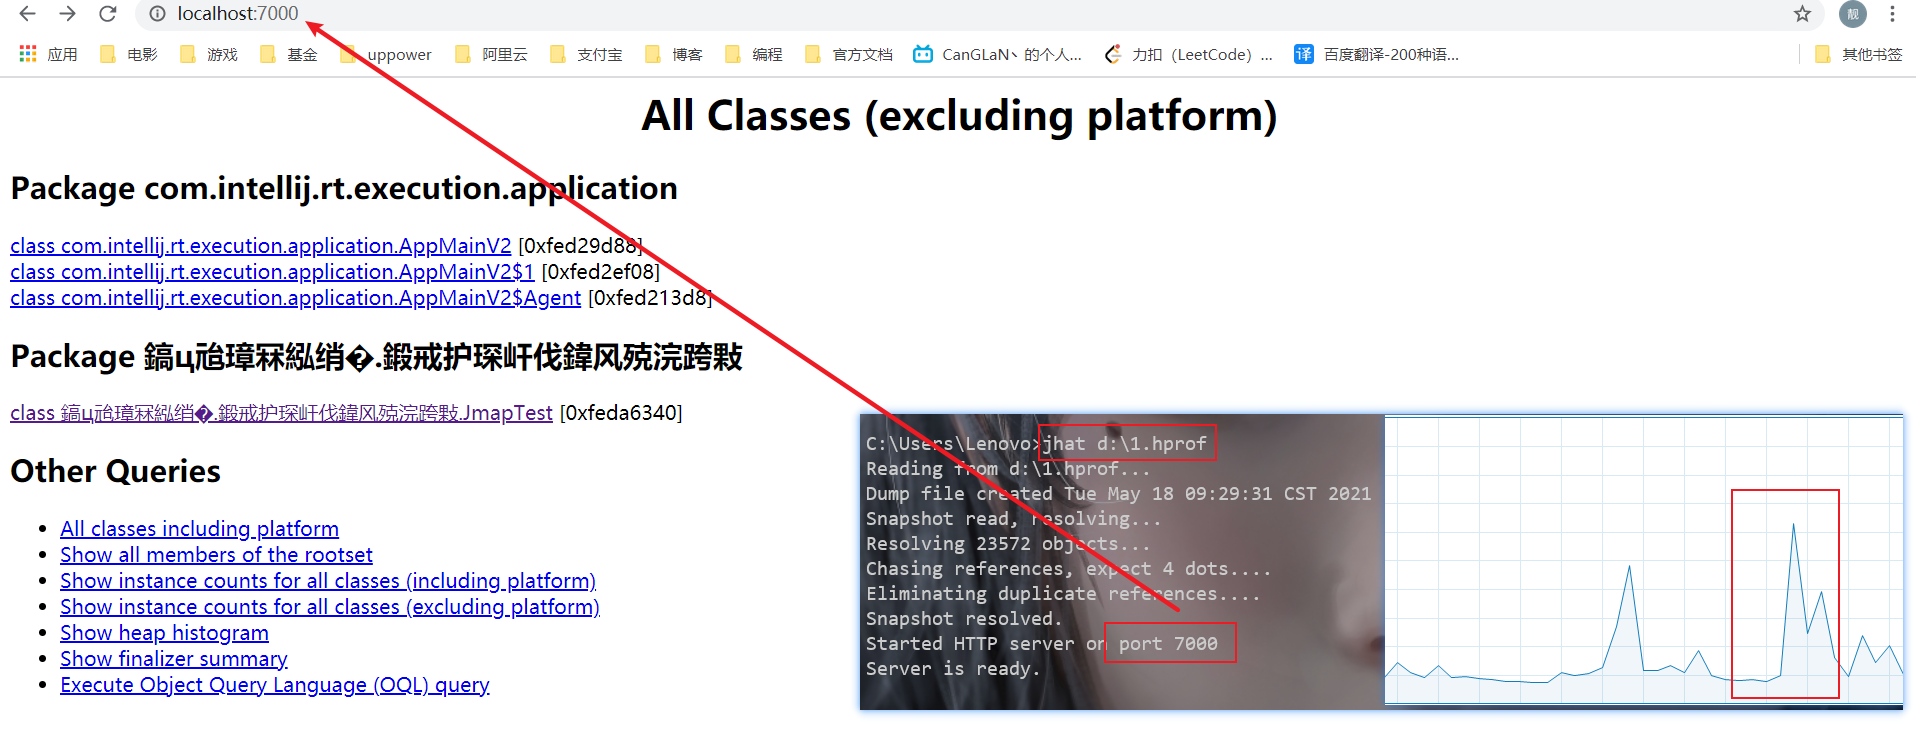 localhost:7000
靓
应用 电影 游戏 基金 uppower 阿里云 支付宝 博客 编程 官方文档 CanGLaN丶的个人... 力扣（LeetCode）... 译 百度翻译-200种语... 其他书签
All Classes (excluding platform)
Package com.intellij.rt.execution.application
class com.intellij.rt.execution.application.AppMainV2 [0xfed29d88]
class com.intellij.rt.execution.application.AppMainV2$1 [0xfed2ef08]
class com.intellij.rt.execution.application.AppMainV2$Agent [0xfed213d8]
Package 鎬ц兘璋冧紭绡�.鍛戒护琛屽伐鍏风殑浣跨敤
class 鎬ц兘璋冧紭绡�.鍛戒护琛屽伐鍏风殑浣跨敤.JmapTest [0xfeda6340]
Other Queries
All classes including platform
Show all members of the rootset
Show instance counts for all classes (including platform)
Show instance counts for all classes (excluding platform)
Show heap histogram
Show finalizer summary
Execute Object Query Language (OQL) query
C:\Users\Lenovo>jhat d:\1.hprof
Reading from d:\1.hprof...
Dump file created Tue May 18 09:29:31 CST 2021
Snapshot read, resolving...
Resolving 23572 objects...
Chasing references, expect 4 dots....
Eliminating duplicate references....
Snapshot resolved.
Started HTTP server on port 7000
Server is ready.